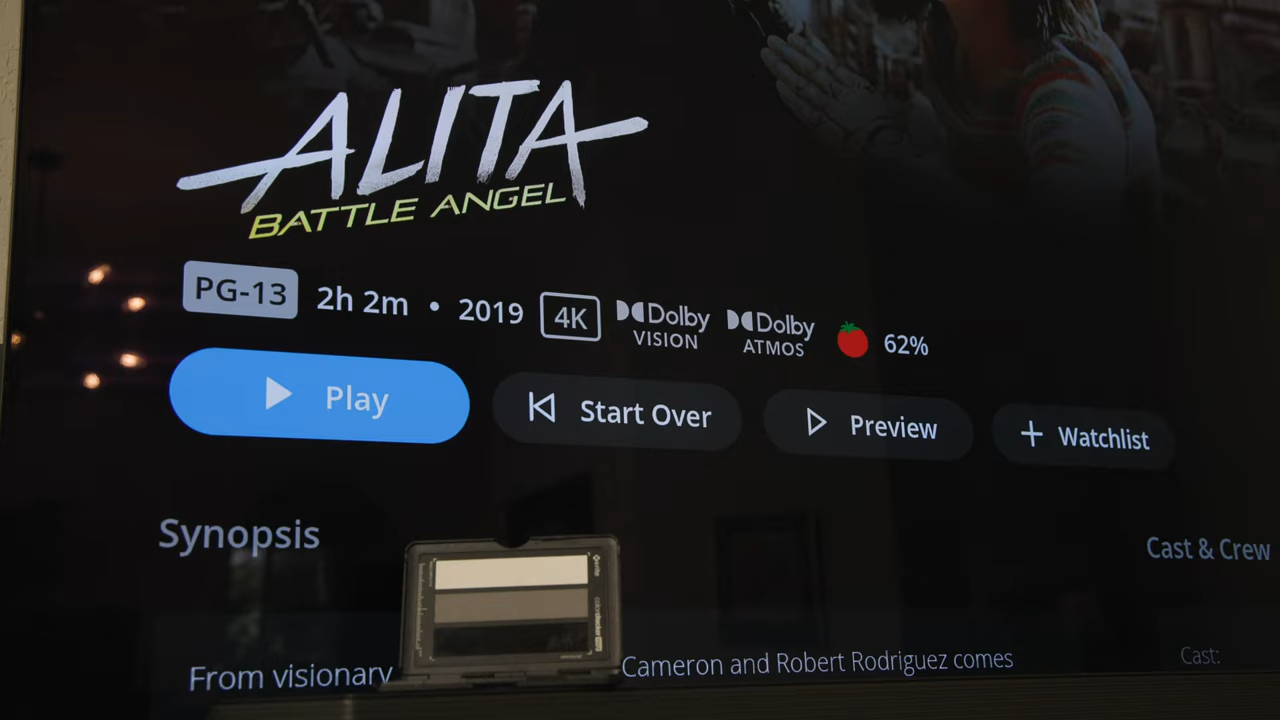 ALITA
BATTLE ANGEL
PG-13 2h 2m • 2019 4K Dolby VISION Dolby ATMOS 62%
Play Start Over Preview + Watchlist
Synopsis
Cast & Crew
From visionary Cameron and Robert Rodriguez comes
Cast: